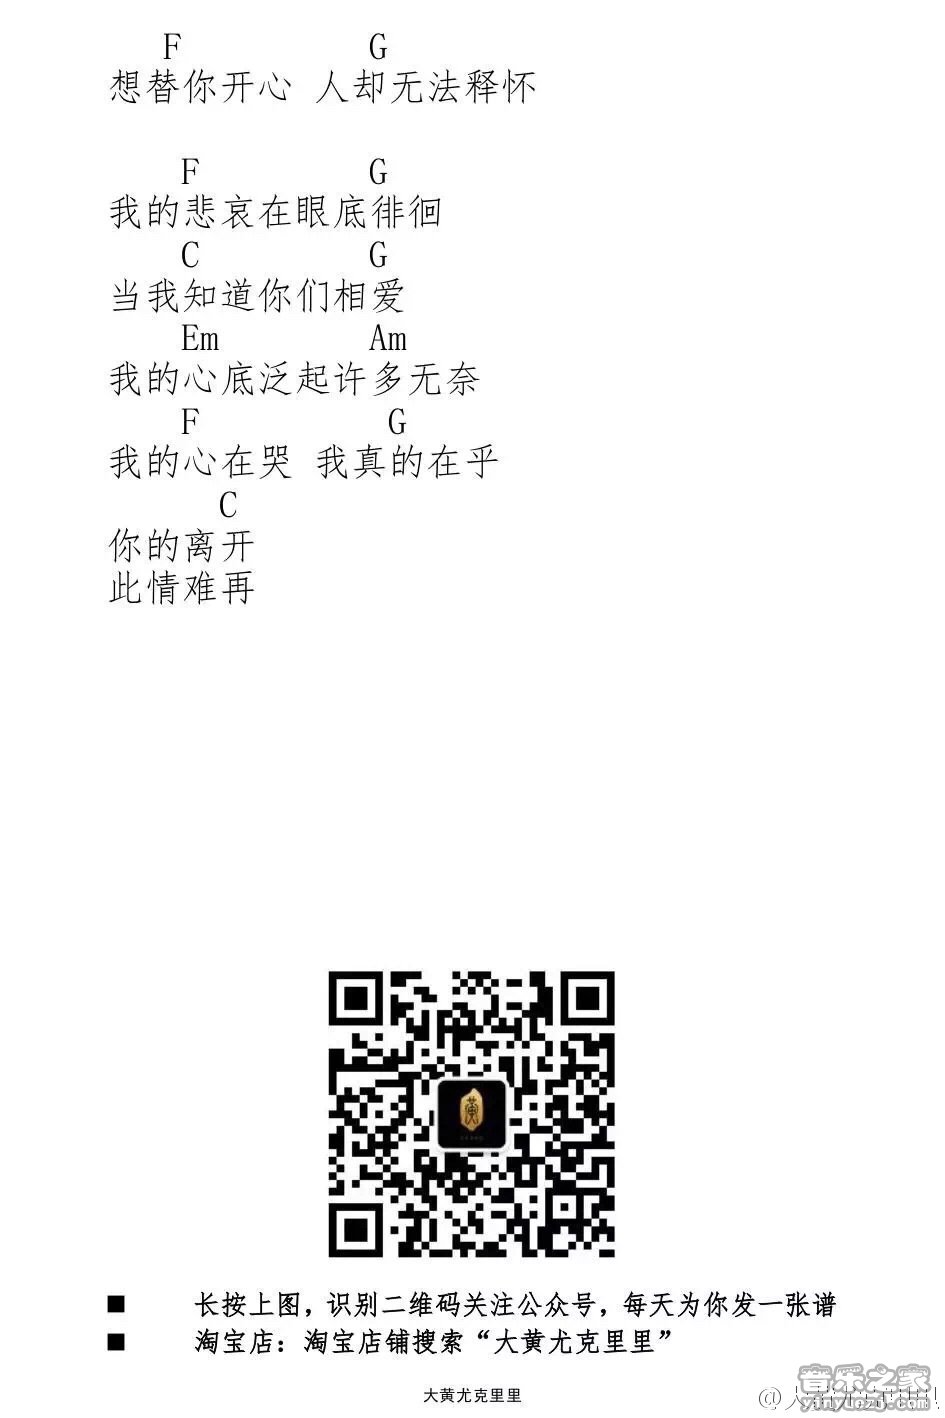 F G
想替你开心 人却无法释怀
F G
我的悲哀在眼底徘徊
C G
当我知道你们相爱
Em Am
我的心底泛起许多无奈
F G
我的心在哭 我真的在乎
C
你的离开
此情难再
黄
■ 长按上图，识别二维码关注公众号，每天为你发一张谱
■ 淘宝店：淘宝店铺搜索“大黄尤克里里”
大黄尤克里里
音乐之家
yinyuezj.com